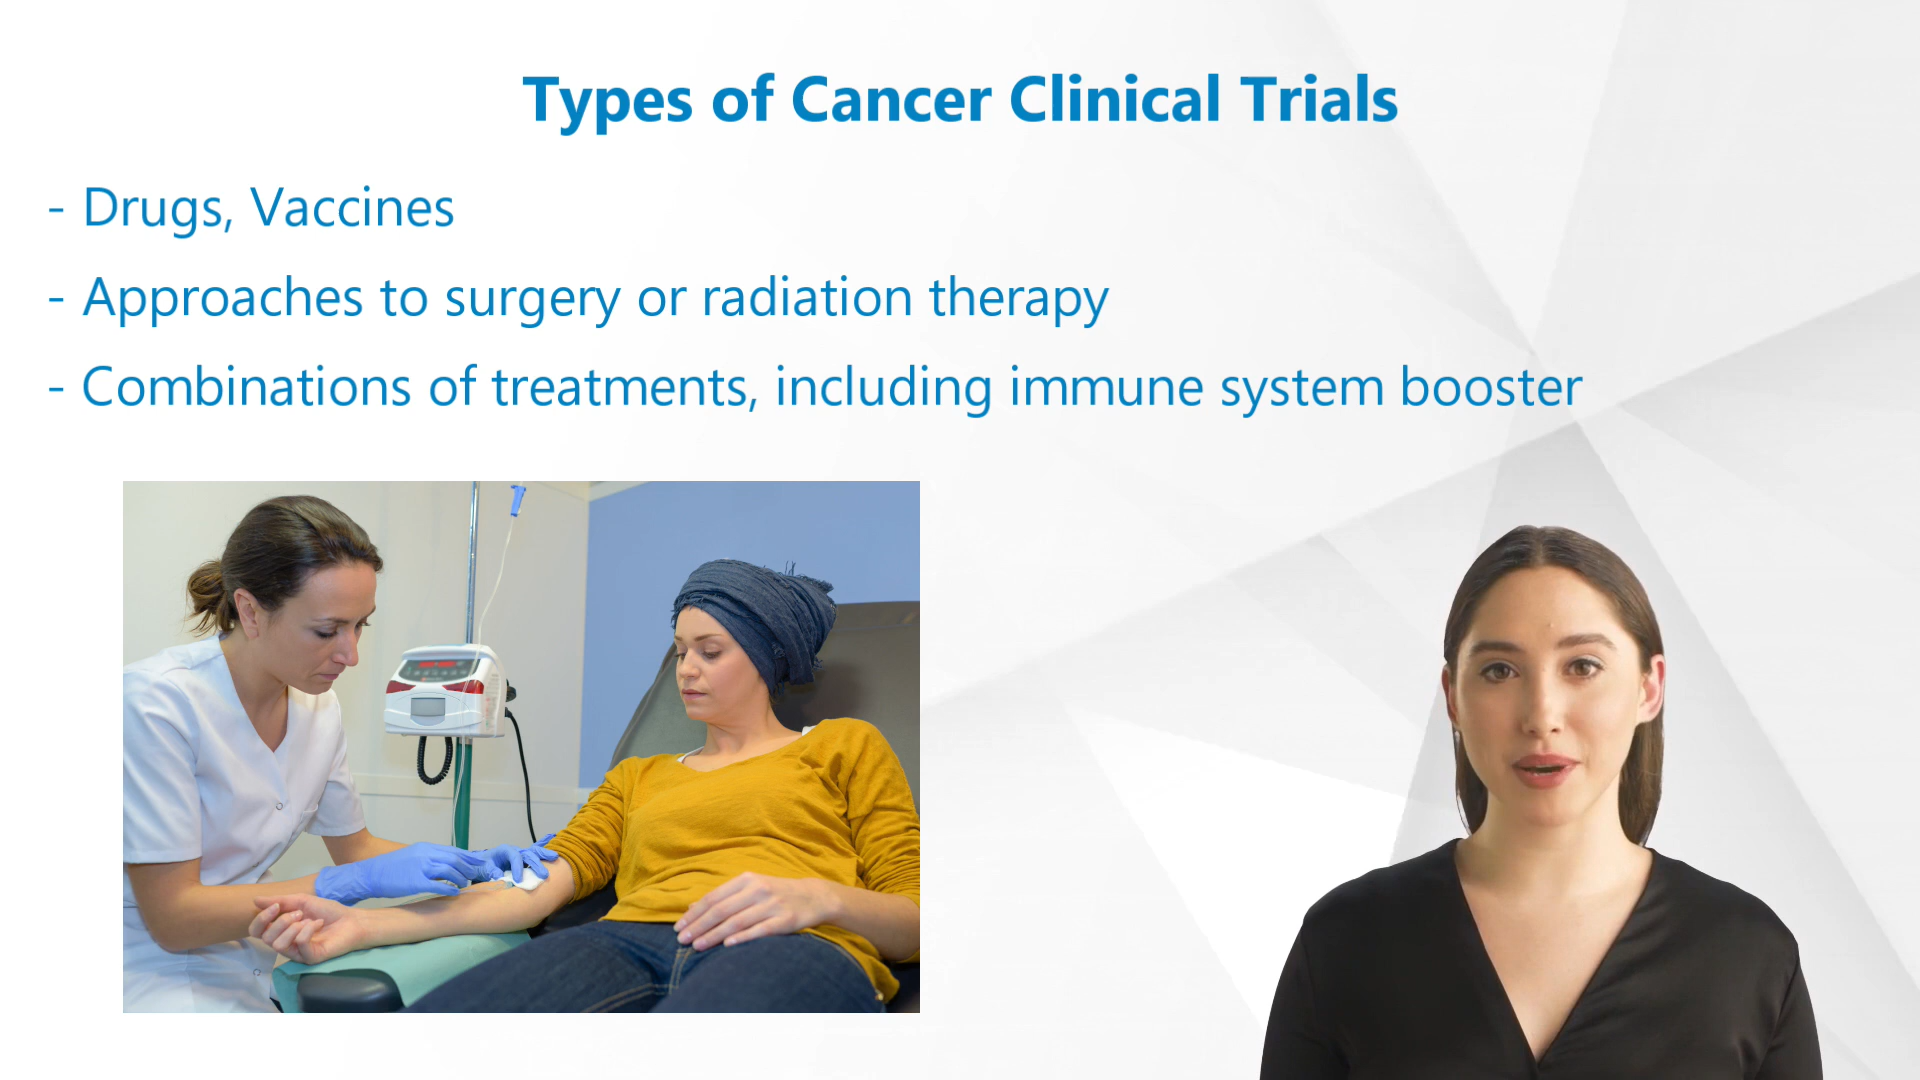 Types of Cancer Clinical Trials
- Drugs, Vaccines
- Approaches to surgery or radiation therapy
- Combinations of treatments, including immune system booster